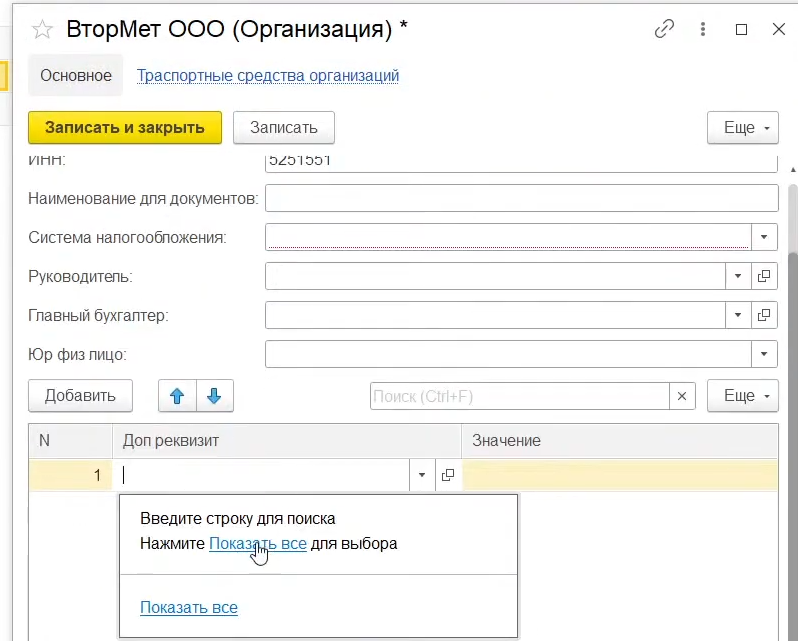 ВторМет ООО (Организация) *
Основное Траспортные средства организаций
Записать и закрыть Записать Еще
ИНН: 5251551
Наименование для документов:
Система налогообложения:
Руководитель:
Главный бухгалтер:
Юр физ лицо:
Добавить Поиск (Ctrl+F) Еще
N Доп реквизит Значение
1
Введите строку для поиска
Нажмите Показать все для выбора
Показать все